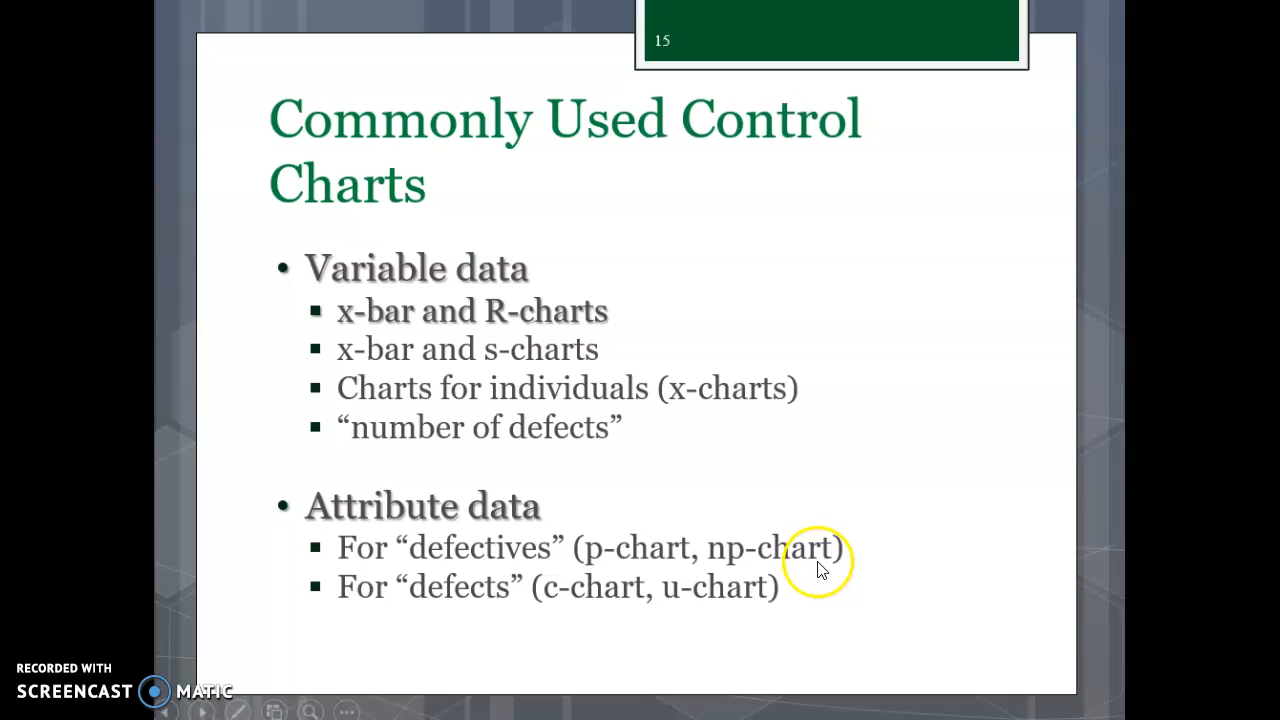 15
Commonly Used Control
Charts
• Variable data
▪ x-bar and R-charts
▪ x-bar and s-charts
▪ Charts for individuals (x-charts)
▪ “number of defects”
• Attribute data
▪ For “defectives” (p-chart, np-chart)
▪ For “defects” (c-chart, u-chart)
RECORDED WITH
SCREENCAST MATIC